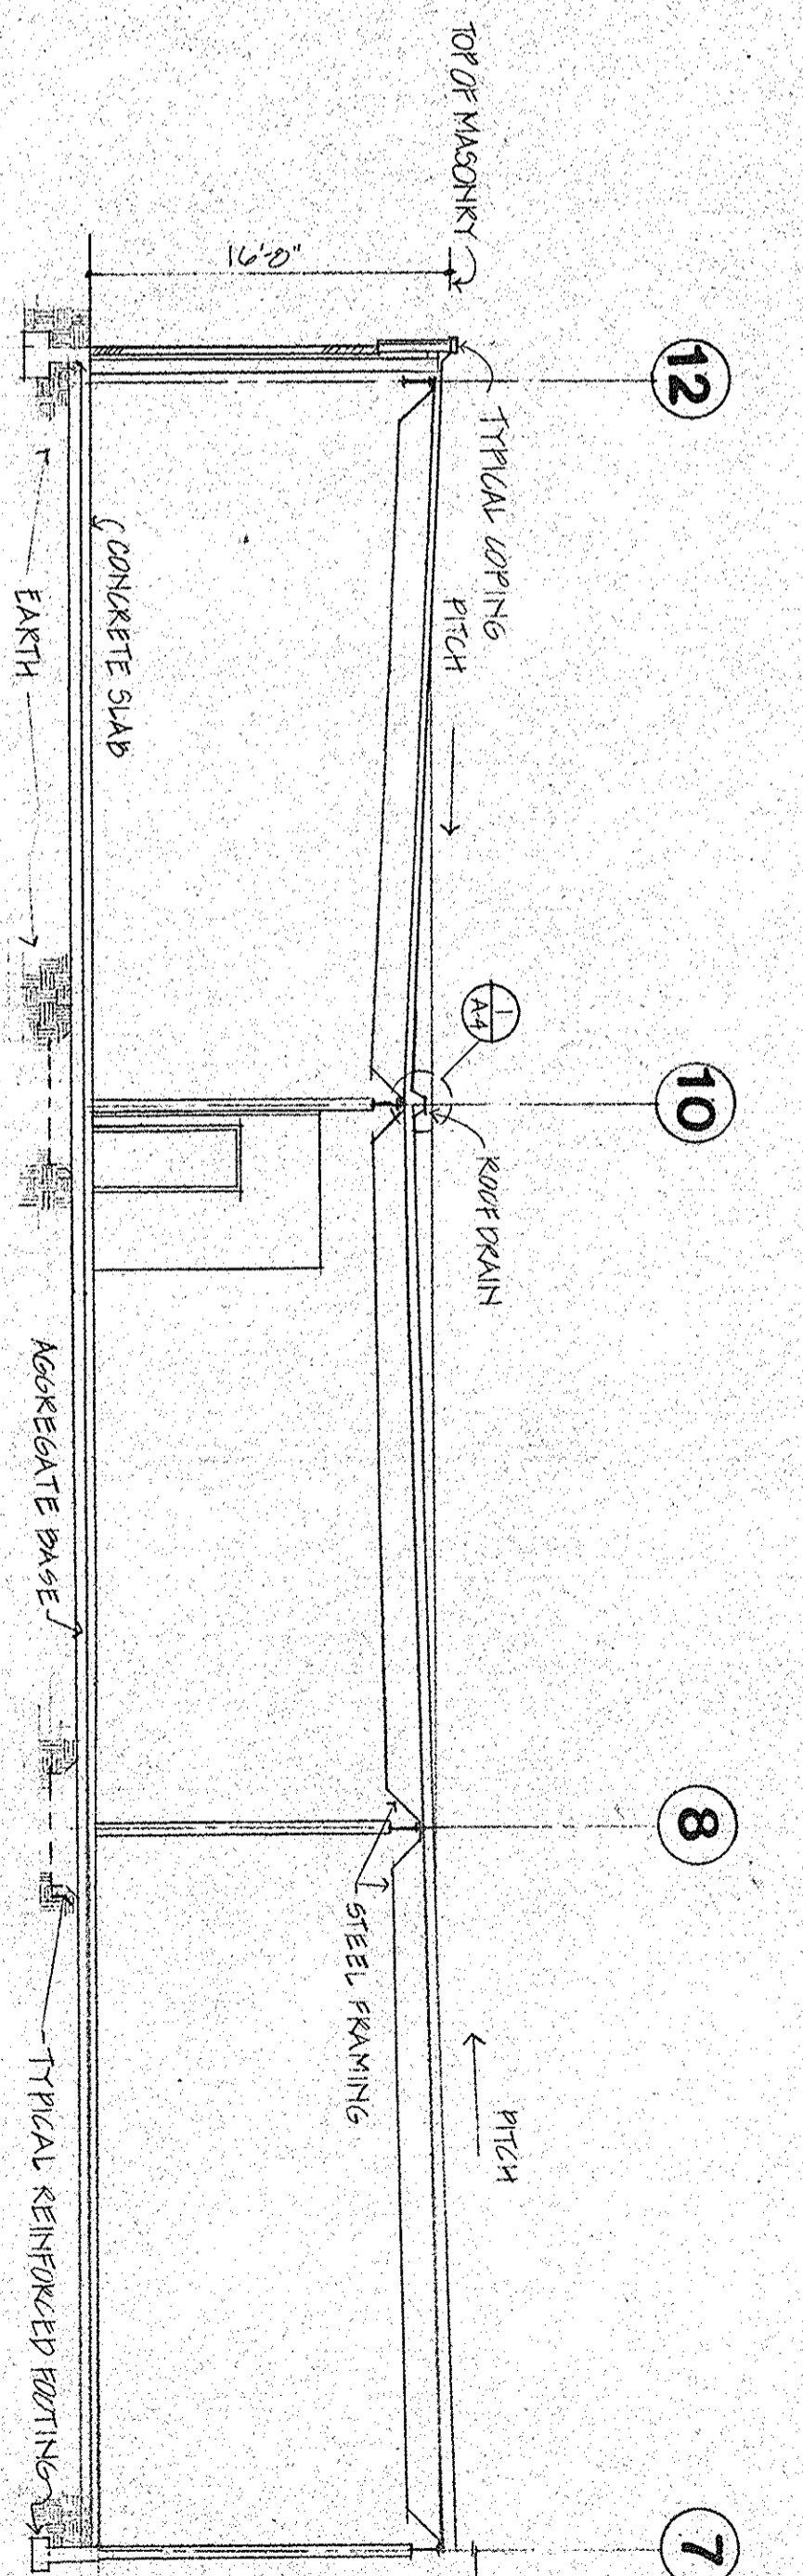 12
10
8
7
TOP OF MASONRY
16'-0"
TYPICAL COPING
PITCH
1
A4
ROOF DRAIN
PITCH
STEEL FRAMING
CONCRETE SLAB
EARTH
AGGREGATE BASE
TYPICAL REINFORCED FOOTING